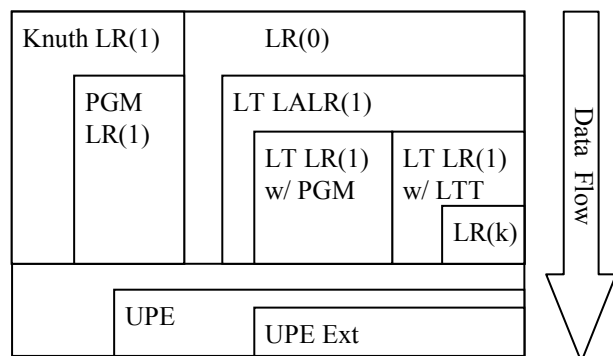 Knuth LR(1)
LR(0)
PGM
LR(1)
LT LALR(1)
LT LR(1)
w/ PGM
LT LR(1)
w/ LTT
LR(k)
UPE
UPE Ext
Data Flow